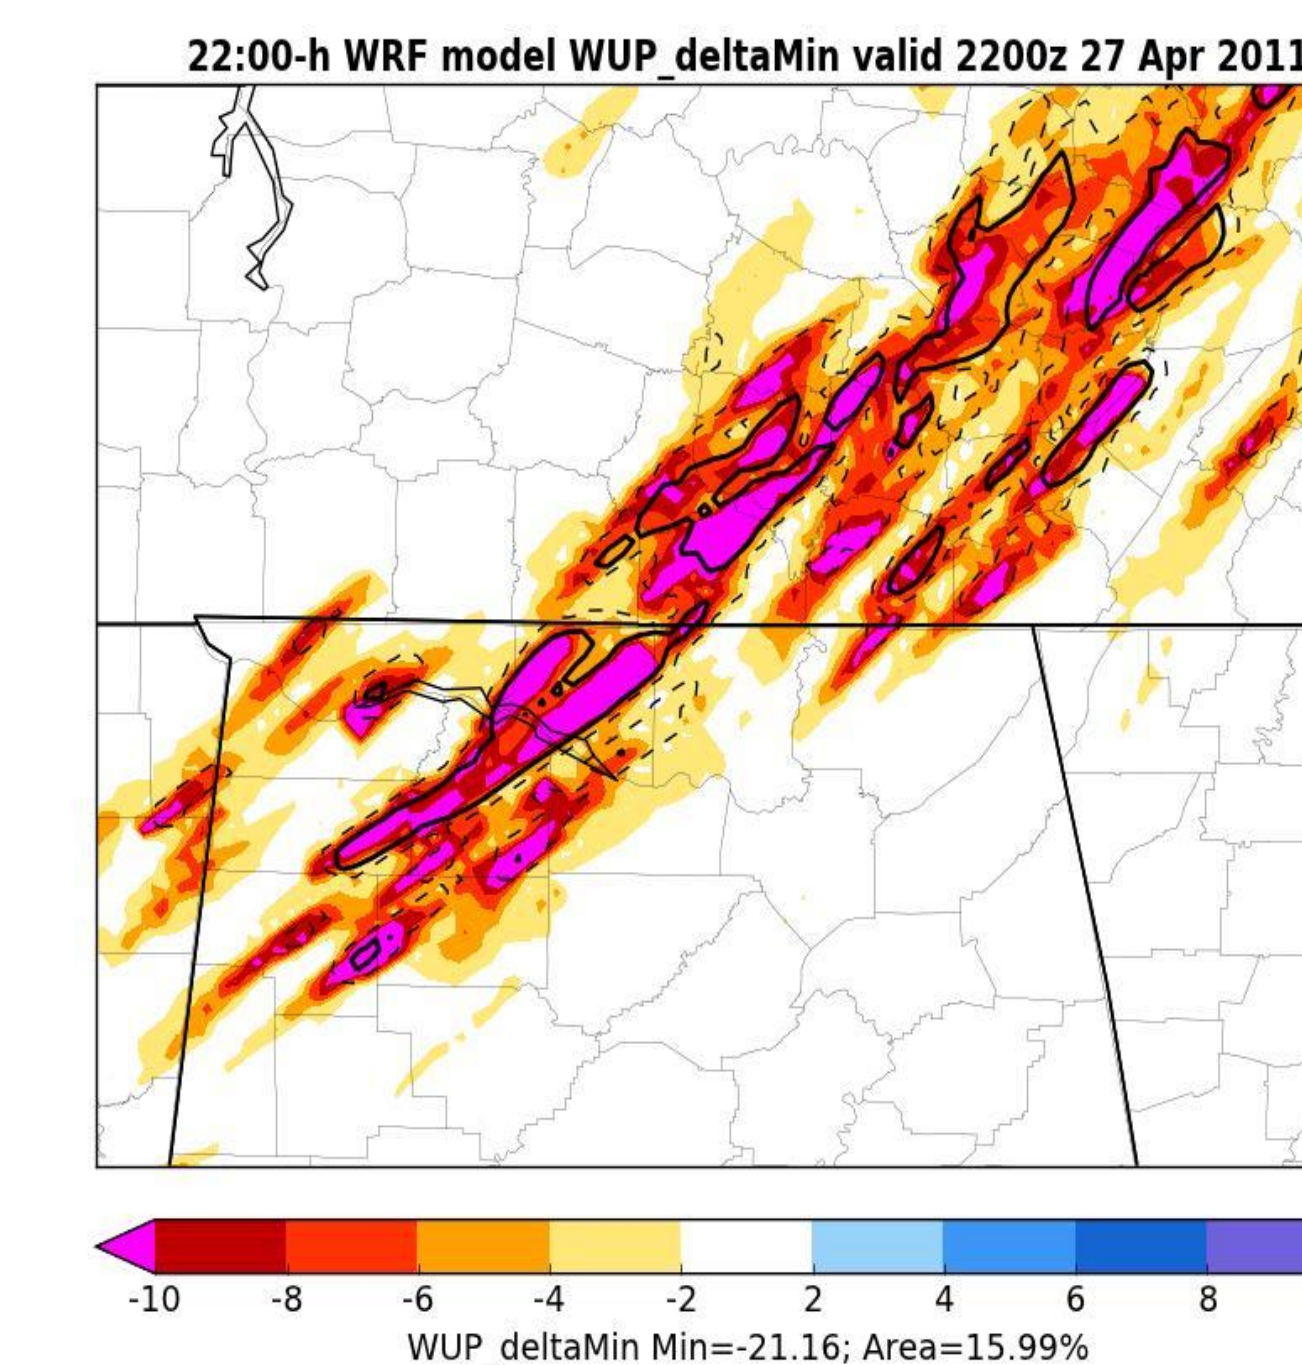 22:00-h WRF model WUP_deltaMin valid 2200z 27 Apr 2011
-10 -8 -6 -4 -2 2 4 6 8
WUP_deltaMin Min=-21.16; Area=15.99%